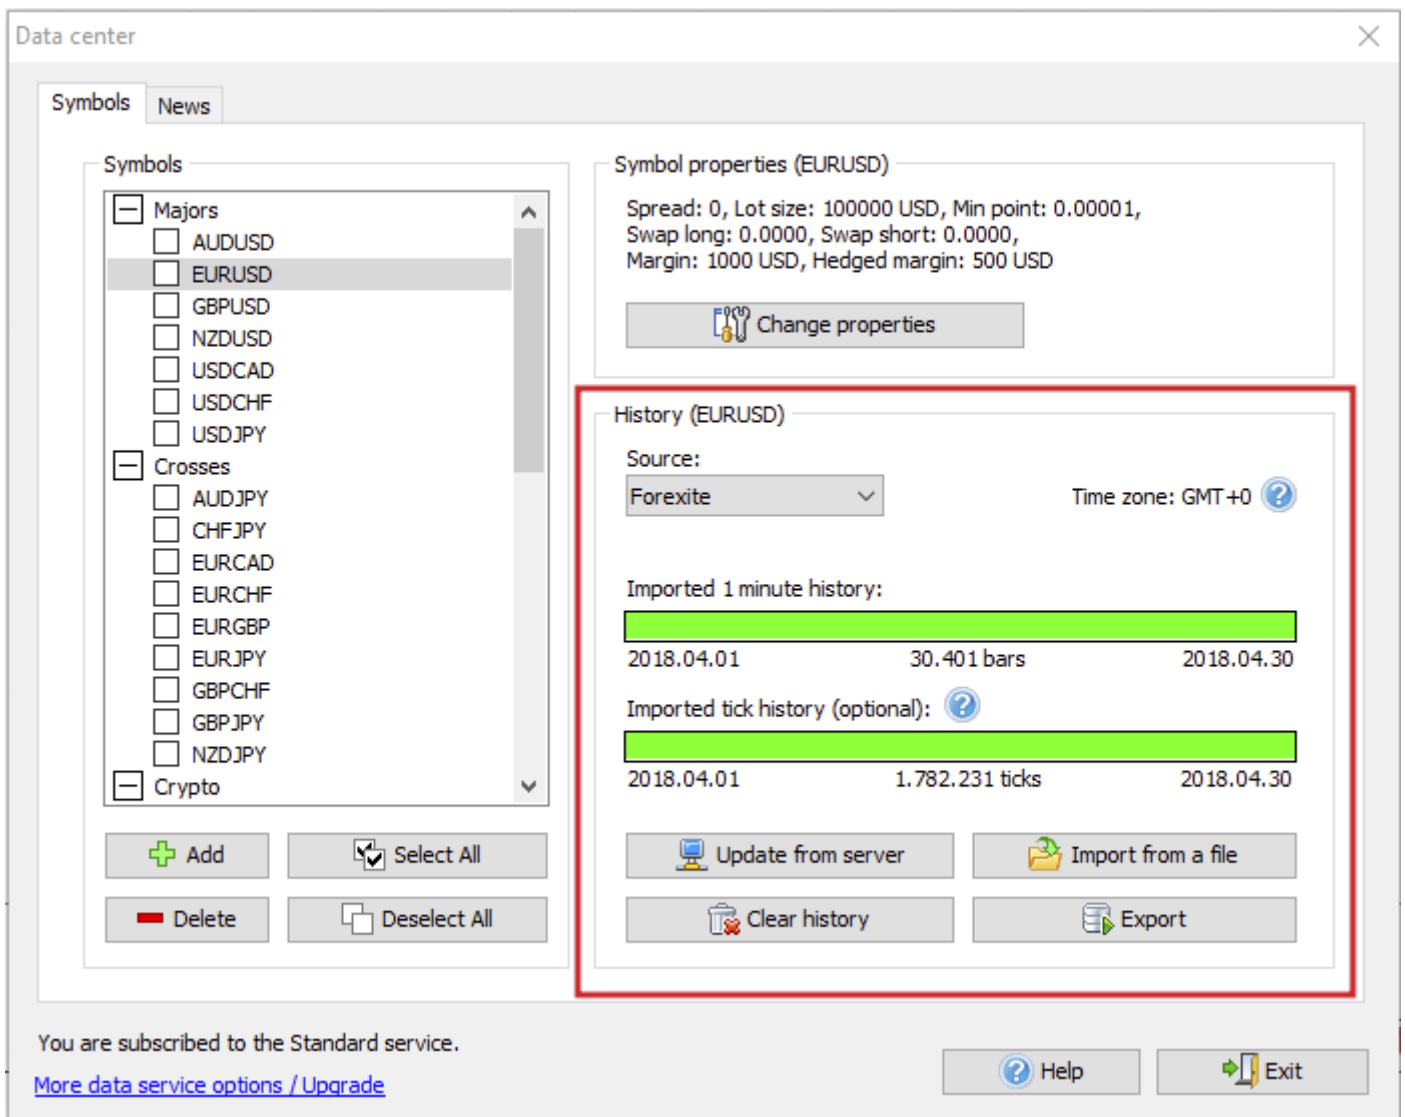 Data center
Symbols
News
Symbols
Majors
AUDUSD
EURUSD
GBPUSD
NZDUSD
USDCAD
USDCHF
USDJPY
Crosses
AUDJPY
CHFJPY
EURCAD
EURCHF
EURGBP
EURJPY
GBPCHF
GBPJPY
NZDJPY
Crypto
Add
Select All
Delete
Deselect All
Symbol properties (EURUSD)
Spread: 0, Lot size: 100000 USD, Min point: 0.00001,
Swap long: 0.0000, Swap short: 0.0000,
Margin: 1000 USD, Hedged margin: 500 USD
Change properties
History (EURUSD)
Source:
Forexite
Time zone: GMT+0
Imported 1 minute history:
2018.04.01 30.401 bars 2018.04.30
Imported tick history (optional):
2018.04.01 1.782.231 ticks 2018.04.30
Update from server
Import from a file
Clear history
Export
You are subscribed to the Standard service.
More data service options / Upgrade
Help
Exit